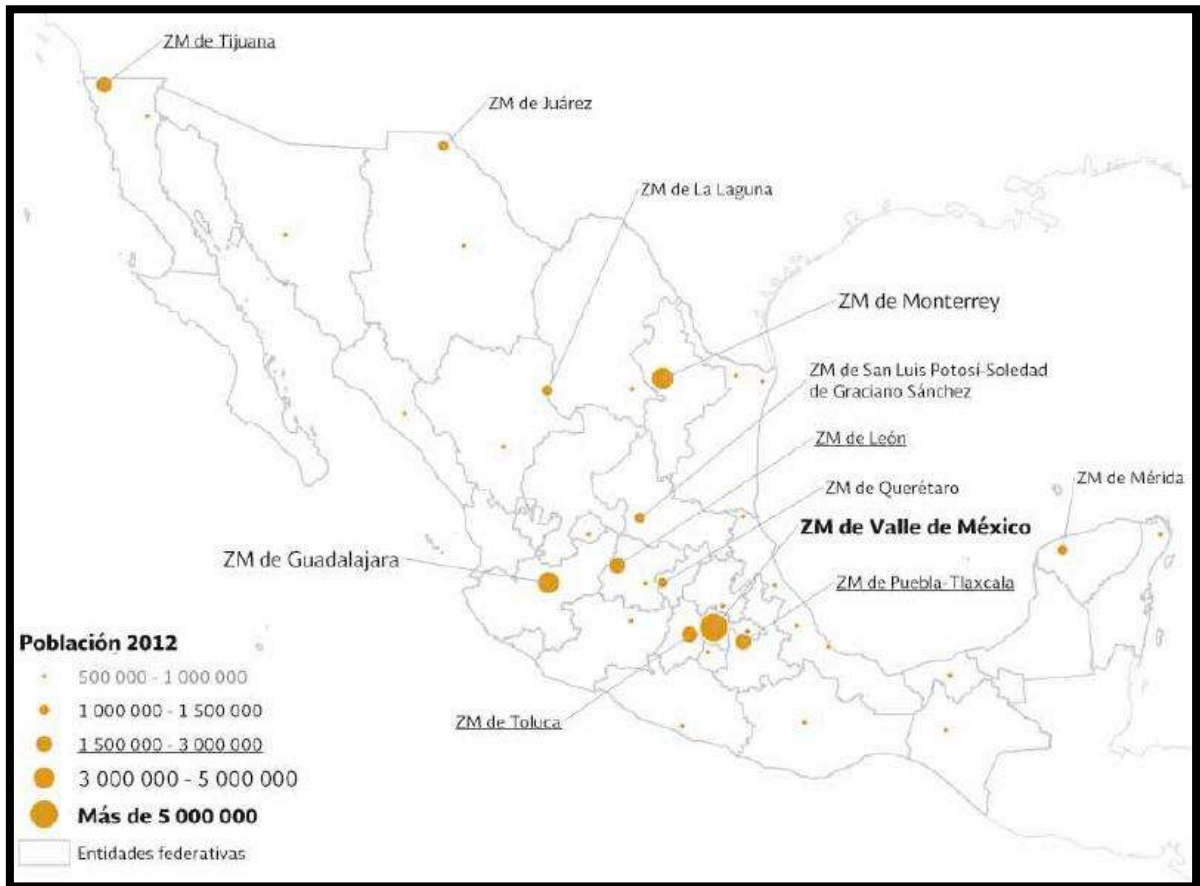 ZM de Tijuana
ZM de Juárez
ZM de La Laguna
ZM de Monterrey
ZM de San Luis Potosí-Soledad
de Graciano Sánchez
ZM de León
ZM de Mérida
ZM de Querétaro
ZM de Valle de México
ZM de Guadalajara
ZM de Puebla-Tlaxcala
Población 2012
500 000 - 1 000 000
1 000 000 - 1 500 000
ZM de Toluca
1 500 000 - 3 000 000
3 000 000 - 5 000 000
Más de 5 000 000
Entidades federativas